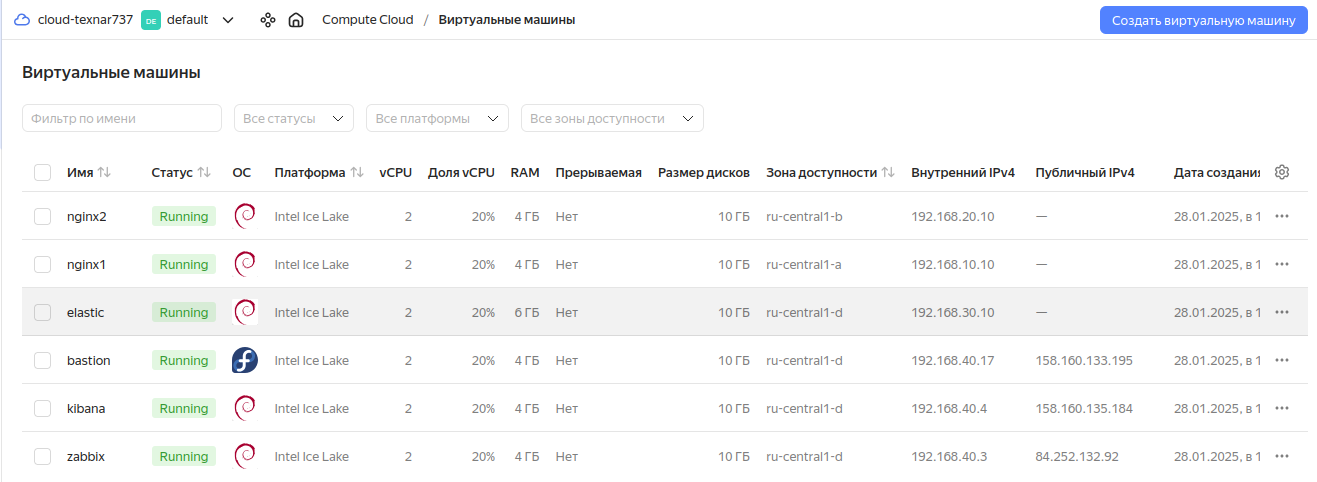 cloud-texnar737 DE default Compute Cloud / Виртуальные машины Создать виртуальную машину
Виртуальные машины
Фильтр по имени Все статусы Все платформы Все зоны доступности
Имя Статус ОС Платформа vCPU Доля vCPU RAM Прерываемая Размер дисков Зона доступности Внутренний IPv4 Публичный IPv4 Дата создания
nginx2 Running Intel Ice Lake 2 20% 4 ГБ Нет 10 ГБ ru-central1-b 192.168.20.10 — 28.01.2025, в 1
nginx1 Running Intel Ice Lake 2 20% 4 ГБ Нет 10 ГБ ru-central1-a 192.168.10.10 — 28.01.2025, в 1
elastic Running Intel Ice Lake 2 20% 6 ГБ Нет 10 ГБ ru-central1-d 192.168.30.10 — 28.01.2025, в 1
bastion Running Intel Ice Lake 2 20% 4 ГБ Нет 10 ГБ ru-central1-d 192.168.40.17 158.160.133.195 28.01.2025, в 1
kibana Running Intel Ice Lake 2 20% 4 ГБ Нет 10 ГБ ru-central1-d 192.168.40.4 158.160.135.184 28.01.2025, в 1
zabbix Running Intel Ice Lake 2 20% 4 ГБ Нет 10 ГБ ru-central1-d 192.168.40.3 84.252.132.92 28.01.2025, в 1